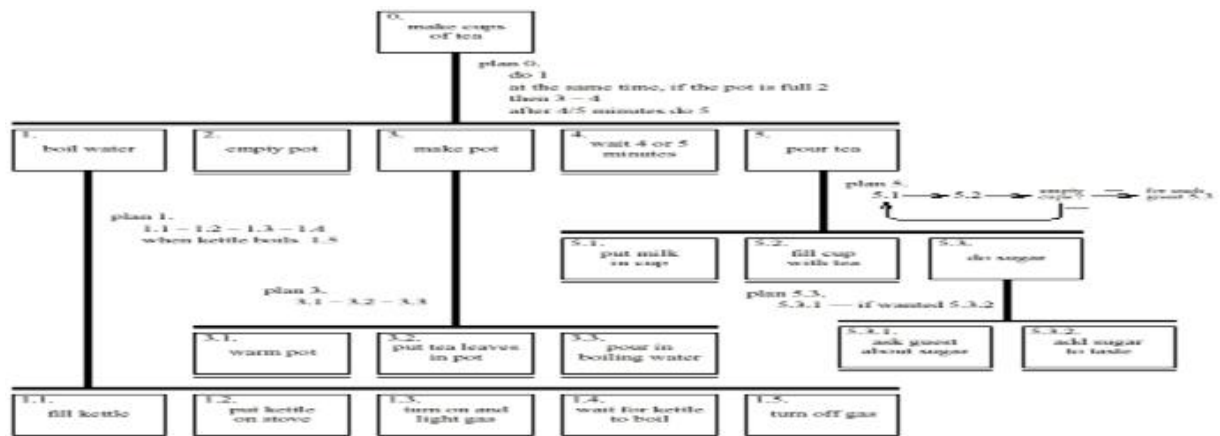 0.
make cups
of tea
plan 0.
do 1
at the same time, if the pot is full 2
then 3 – 4
after 4/5 minutes do 5
1.
boil water
2.
empty pot
3.
make pot
4.
wait 4 or 5
minutes
5.
pour tea
plan 5.
5.1
5.2
empty
cups?
for each
guest 5.3
plan 1.
1.1 – 1.2 – 1.3 – 1.4
when kettle boils 1.5
5.1.
put milk
in cup
5.2.
fill cup
with tea
5.3.
do sugar
plan 3.
3.1 – 3.2 – 3.3
plan 5.3.
5.3.1 — if wanted 5.3.2
3.1.
warm pot
3.2.
put tea leaves
in pot
3.3.
pour in
boiling water
5.3.1.
ask guest
about sugar
5.3.2.
add sugar
to taste
1.1.
fill kettle
1.2.
put kettle
on stove
1.3.
turn on and
light gas
1.4.
wait for kettle
to boil
1.5.
turn off gas